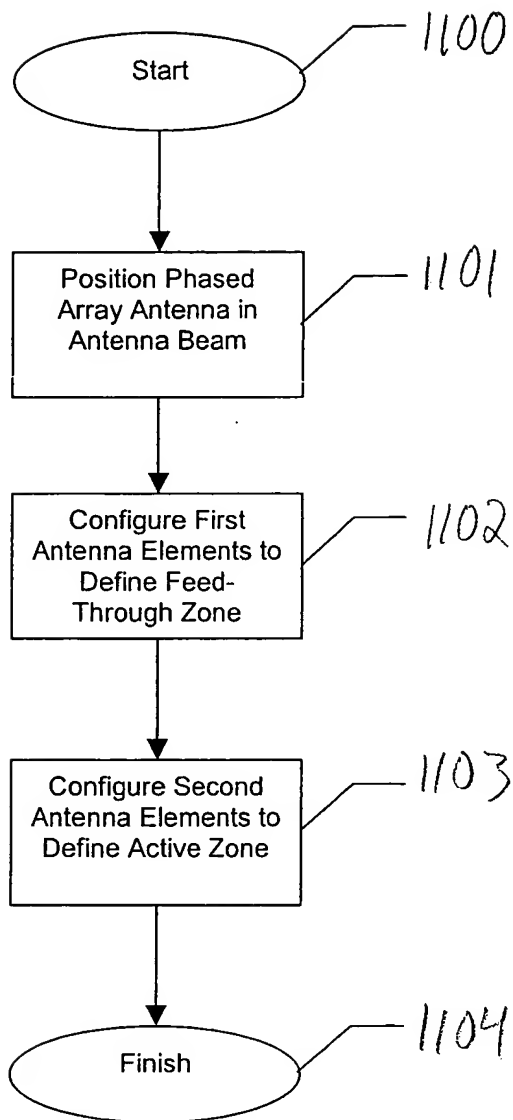 Start
1100
Position Phased
Array Antenna in
Antenna Beam
1101
Configure First
Antenna Elements to
Define Feed-
Through Zone
1102
Configure Second
Antenna Elements to
Define Active Zone
1103
Finish
1104